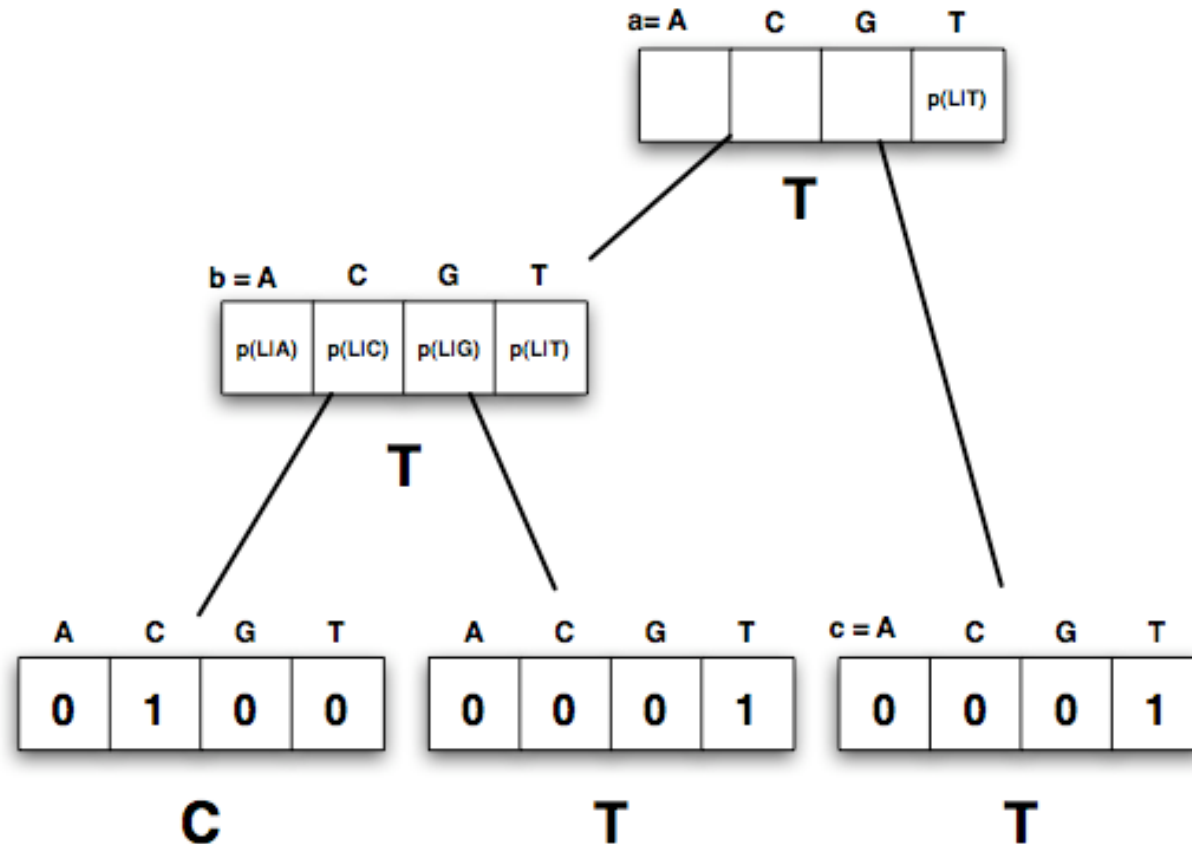 a= A C G T
p(L|T)
T
b = A C G T
p(L|A) p(L|C) p(L|G) p(L|T)
T
A C G T A C G T c = A C G T
0 1 0 0 0 0 0 1 0 0 0 1
C T T